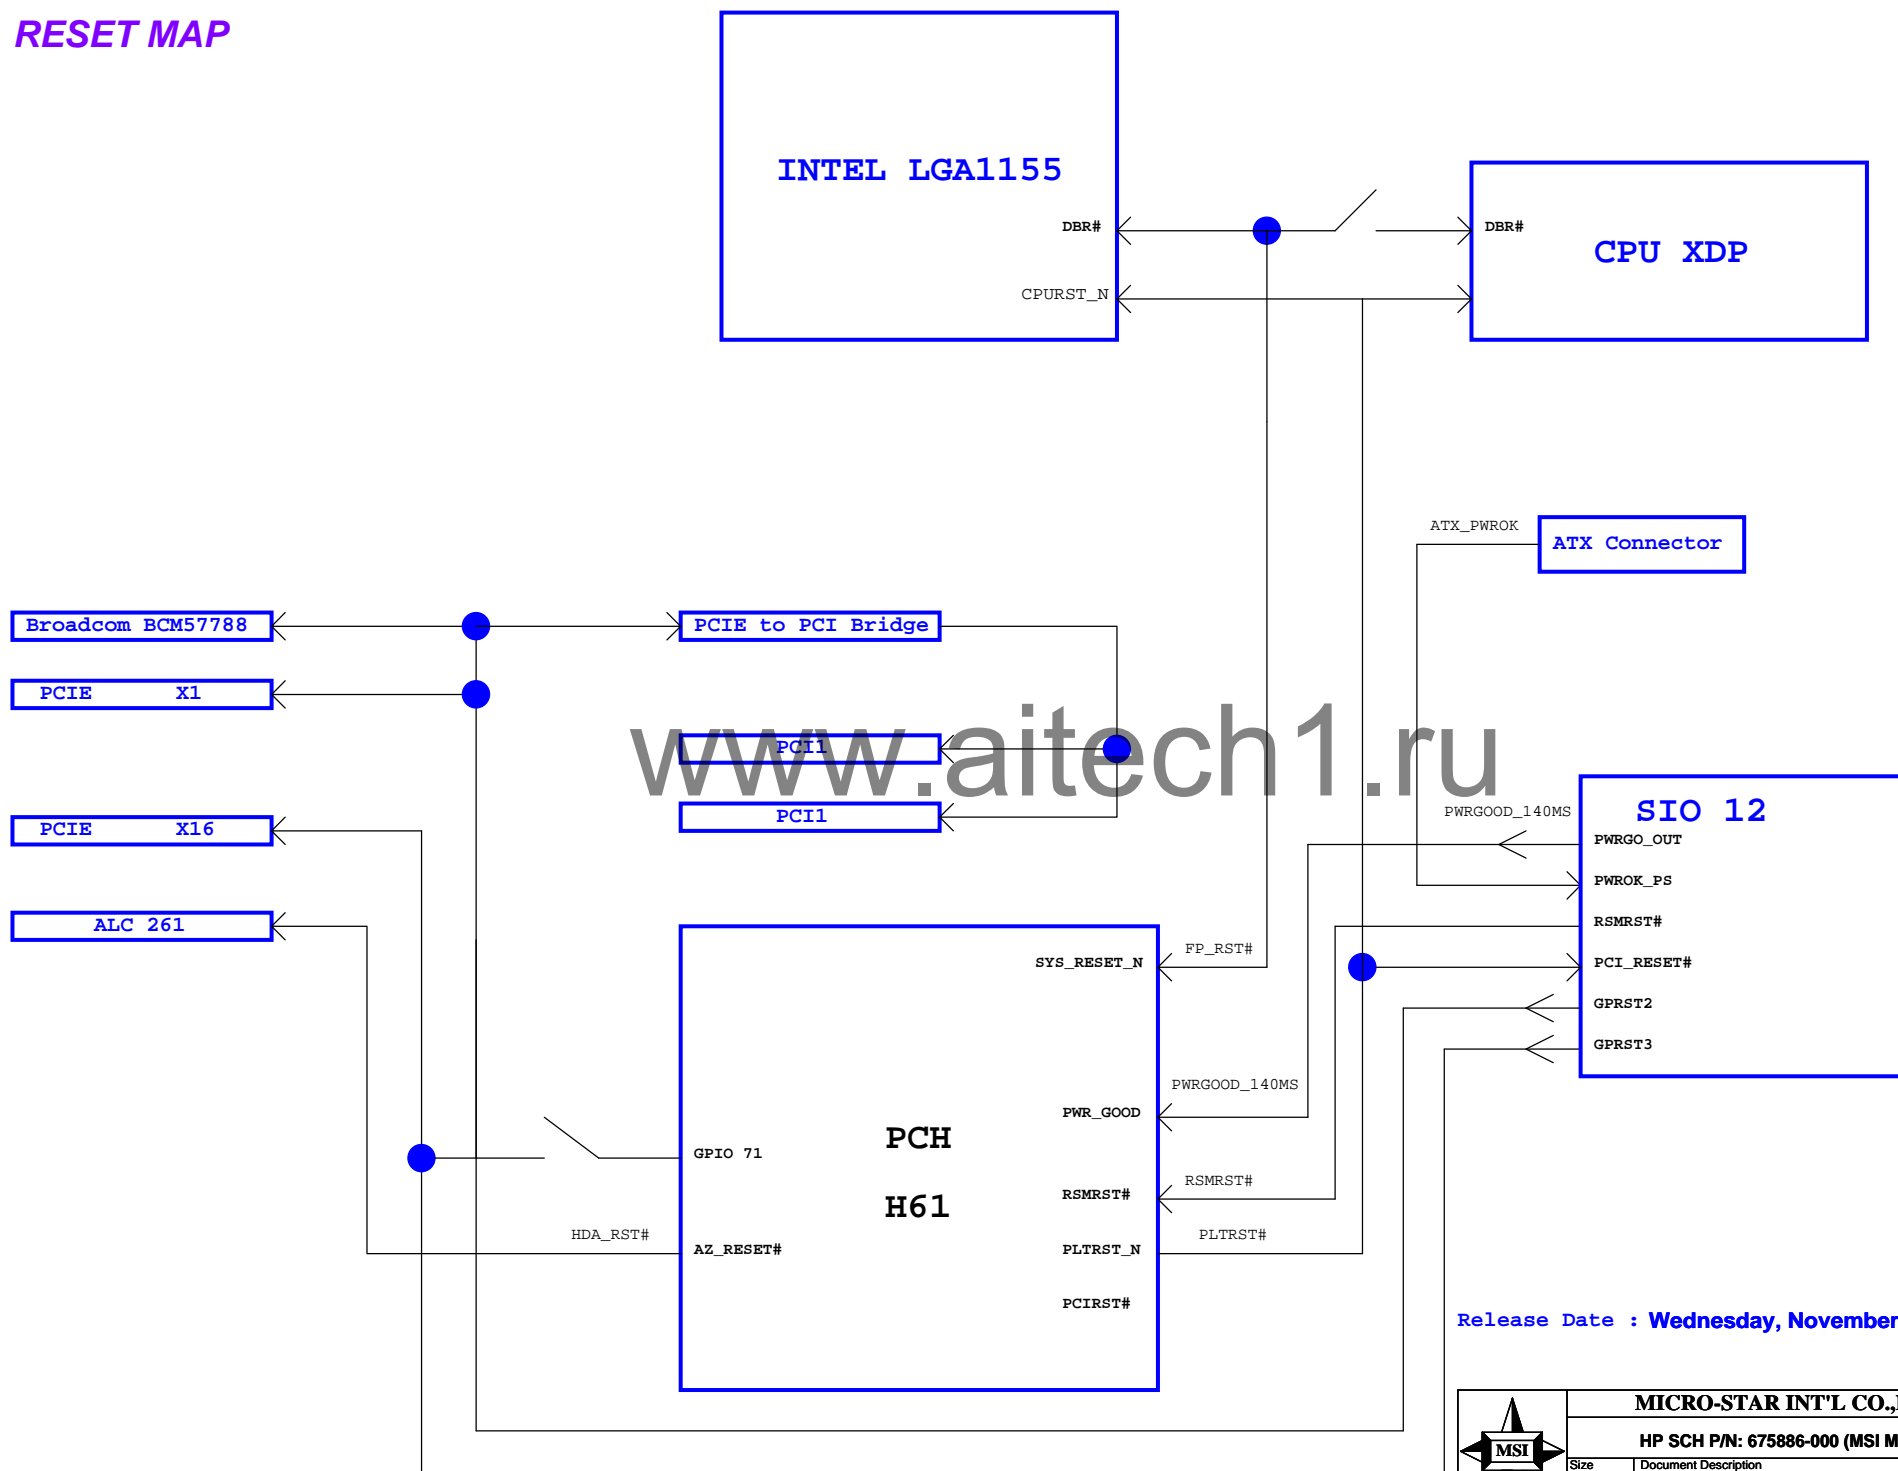 RESET MAP
INTEL LGA1155
DBR#
DBR#
CPU XDP
CPURST_N
ATX_PWROK
ATX Connector
Broadcom BCM57788
PCIE to PCI Bridge
PCIE X1
www.aitech1.ru
PCI1
PCI1
PCIE X16
PWRGOOD_140MS
SIO 12
PWRGO_OUT
PWROK_PS
ALC 261
RSMRST#
FP_RST#
SYS_RESET_N
PCI_RESET#
GPRST2
GPRST3
PWRGOOD_140MS
PWR_GOOD
PCH
GPIO 71
RSMRST#
RSMRST#
H61
HDA_RST#
PLTRST#
AZ_RESET#
PLTRST_N
PCIRST#
Release Date : Wednesday, November
MICRO-STAR INT'L CO.,
HP SCH P/N: 675886-000 (MSI M
MSI
Size
Document Description